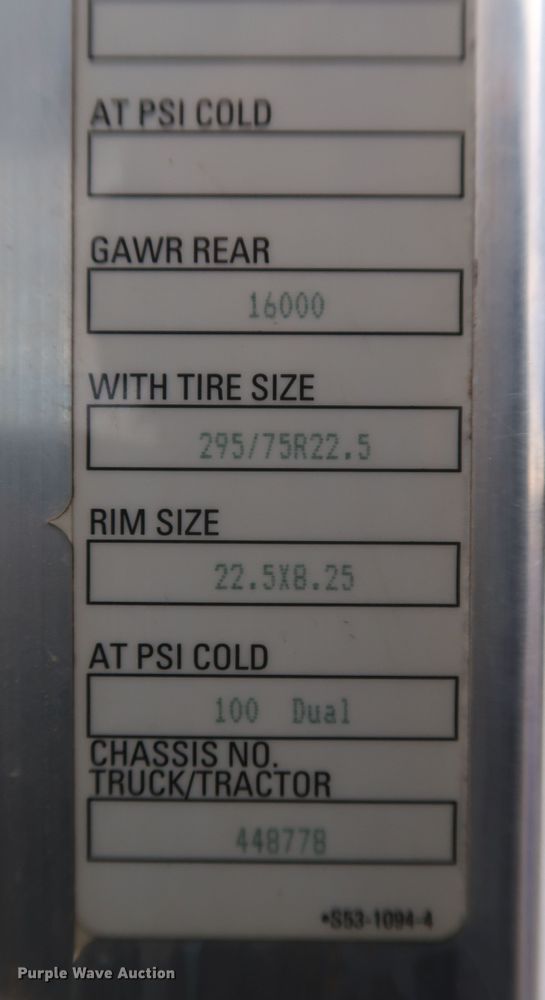 AT PSI COLD
GAWR REAR
16000
WITH TIRE SIZE
295/75R22.5
RIM SIZE
22.5X8.25
AT PSI COLD
100 Dual
CHASSIS NO.
TRUCK/TRACTOR
448778
*S53-1094-4
Purple Wave Auction